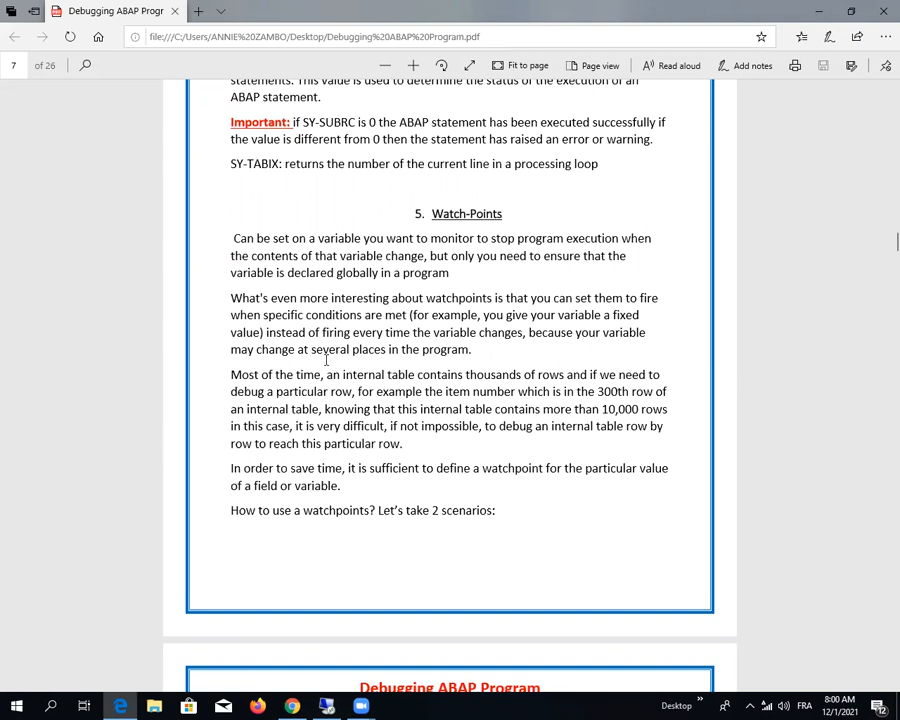 Debugging ABAP Progr
file:///C:/Users/ANNIE%20ZAMBO/Desktop/Debugging%20ABAP%20Program.pdf
7 of 26 Fit to page Page view Read aloud Add notes
statements. This value is used to determine the status of the execution of an
ABAP statement.
Important: if SY-SUBRC is 0 the ABAP statement has been executed successfully if
the value is different from 0 then the statement has raised an error or warning.
SY-TABIX: returns the number of the current line in a processing loop
5. Watch-Points
Can be set on a variable you want to monitor to stop program execution when
the contents of that variable change, but only you need to ensure that the
variable is declared globally in a program
What's even more interesting about watchpoints is that you can set them to fire
when specific conditions are met (for example, you give your variable a fixed
value) instead of firing every time the variable changes, because your variable
may change at several places in the program.
Most of the time, an internal table contains thousands of rows and if we need to
debug a particular row, for example the item number which is in the 300th row of
an internal table, knowing that this internal table contains more than 10,000 rows
in this case, it is very difficult, if not impossible, to debug an internal table row by
row to reach this particular row.
In order to save time, it is sufficient to define a watchpoint for the particular value
of a field or variable.
How to use a watchpoints? Let's take 2 scenarios:
Debugging ABAP Program
Desktop
FRA
8:00 AM
12/1/2021
12